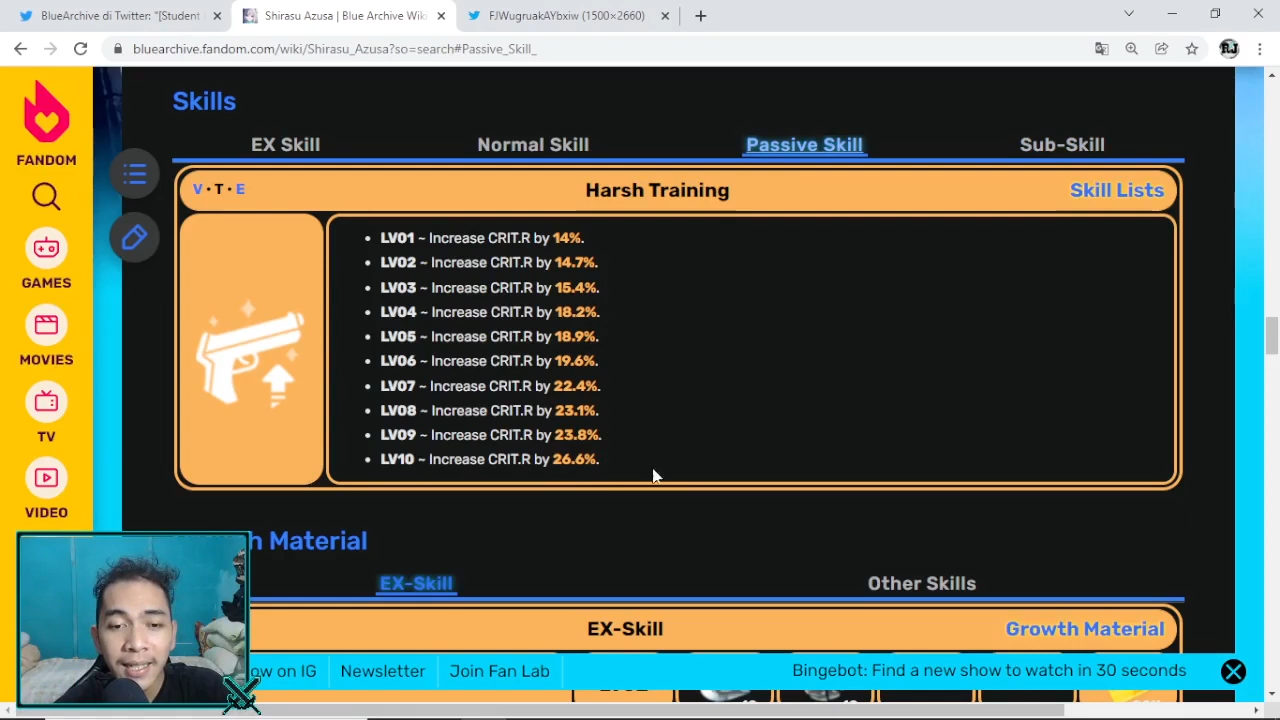 BlueArchive di Twitter: "[Student
Shirasu Azusa | Blue Archive Wiki
FJWugruakAYbxiw (1500×2660)
bluearchive.fandom.com/wiki/Shirasu_Azusa?so=search#Passive_Skill_
RJ
FANDOM
GAMES
MOVIES
TV
VIDEO
Skills
EX Skill
Normal Skill
Passive Skill
Sub-Skill
V · T · E
Harsh Training
Skill Lists
LV01 ~ Increase CRIT.R by 14%.
LV02 ~ Increase CRIT.R by 14.7%.
LV03 ~ Increase CRIT.R by 15.4%.
LV04 ~ Increase CRIT.R by 18.2%.
LV05 ~ Increase CRIT.R by 18.9%.
LV06 ~ Increase CRIT.R by 19.6%.
LV07 ~ Increase CRIT.R by 22.4%.
LV08 ~ Increase CRIT.R by 23.1%.
LV09 ~ Increase CRIT.R by 23.8%.
LV10 ~ Increase CRIT.R by 26.6%.
h Material
EX-Skill
Other Skills
EX-Skill
Growth Material
ow on IG
Newsletter
Join Fan Lab
Bingebot: Find a new show to watch in 30 seconds